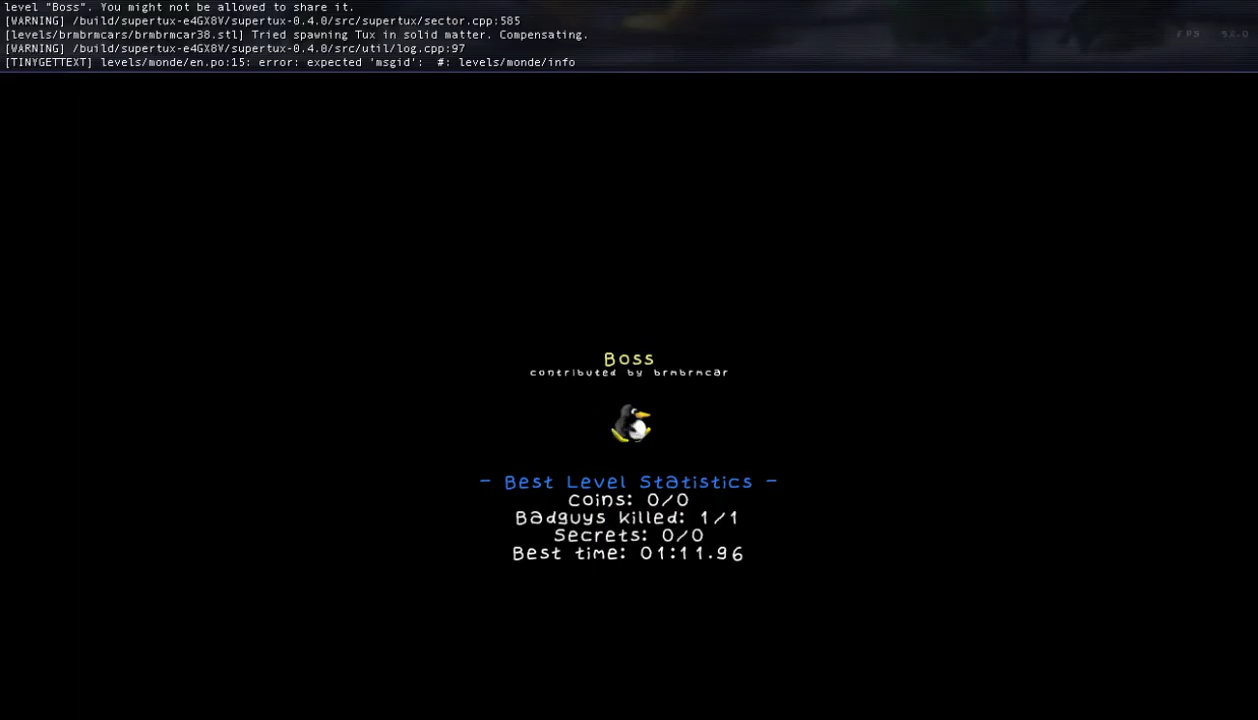 level "Boss". You might not be allowed to share it.
[WARNING] /build/supertux-e4GX8V/supertux-0.4.0/src/supertux/sector.cpp:585
[levels/brmbrmcars/brmbrmcar38.stl] Tried spawning Tux in solid matter. Compensating.
[WARNING] /build/supertux-e4GX8V/supertux-0.4.0/src/util/log.cpp:97
[TINYGETTEXT] levels/monde/en.po:15: error: expected 'msgid':  #: levels/monde/info
FPS
Boss
contributed by brmbrmcar
- Best Level Statistics -
Coins: 0/0
Badguys killed: 1/1
Secrets: 0/0
Best time: 01:11.96